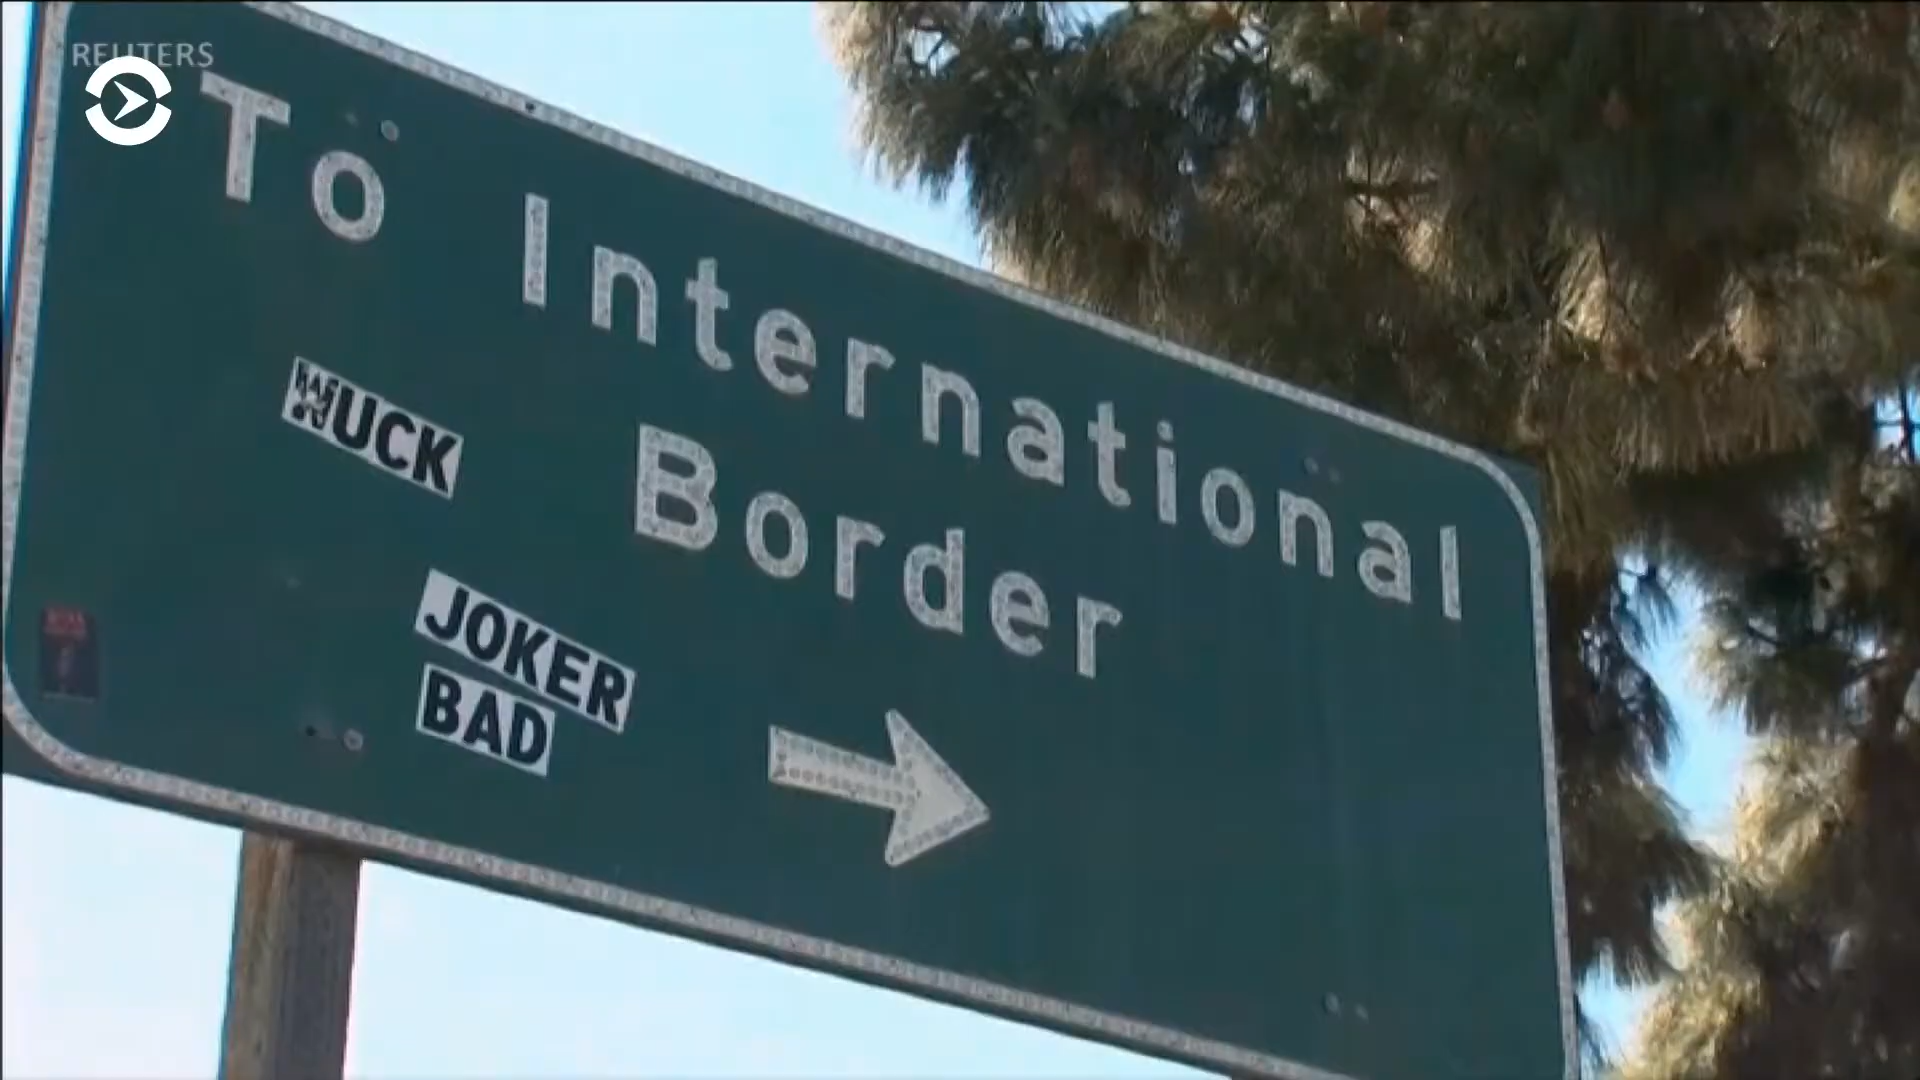 REUTERS
To International
Border
WUCK
JOKER
BAD